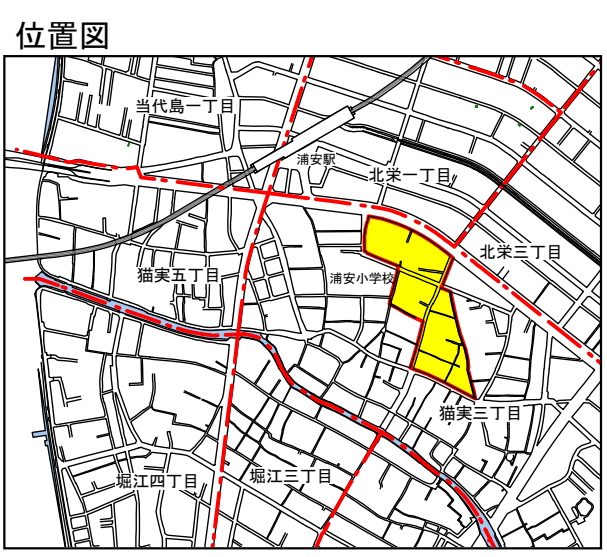 位置図
当代島一丁目
浦安駅
北栄一丁目
北栄三丁目
猫実五丁目
浦安小学校
猫実三丁目
堀江四丁目
堀江三丁目